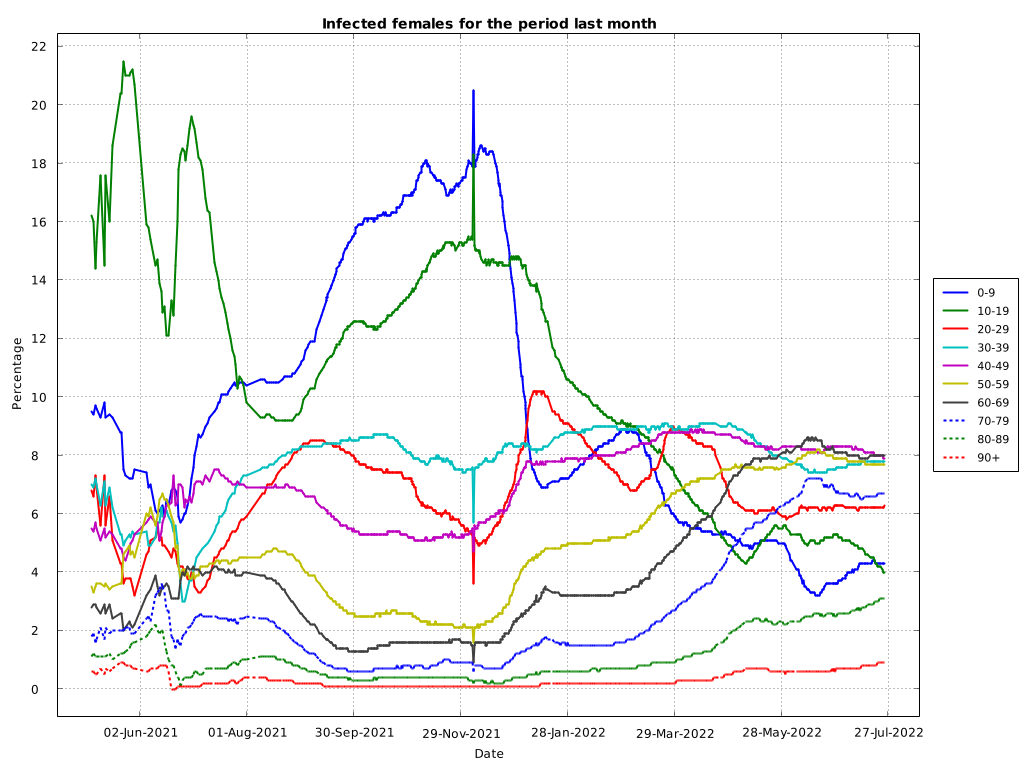 Infected females for the period last month
22
20
18
16
14
12
10
8
6
4
2
0
Percentage
02-Jun-2021
01-Aug-2021
30-Sep-2021
29-Nov-2021
28-Jan-2022
29-Mar-2022
28-May-2022
27-Jul-2022
Date
0-9
10-19
20-29
30-39
40-49
50-59
60-69
70-79
80-89
90+